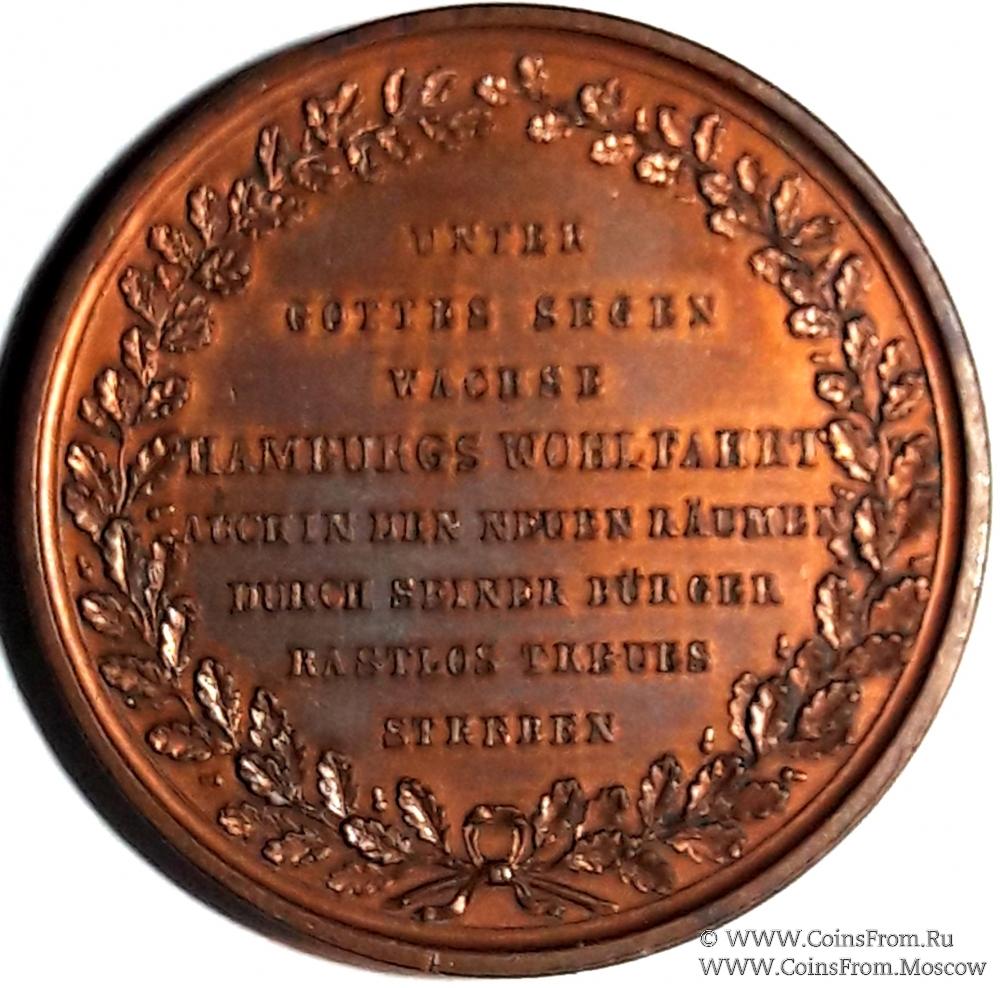 UNTER
GOTTES SEGEN
WACHSE
HAMBURGS WOHLFAHRT
AUCH IN DEN NEUEN RÄUMEN
DURCH SEINER BÜRGER
RASTLOS TREUES
STREBEN
© WWW.CoinsFrom.Ru
WWW.CoinsFrom.Moscow